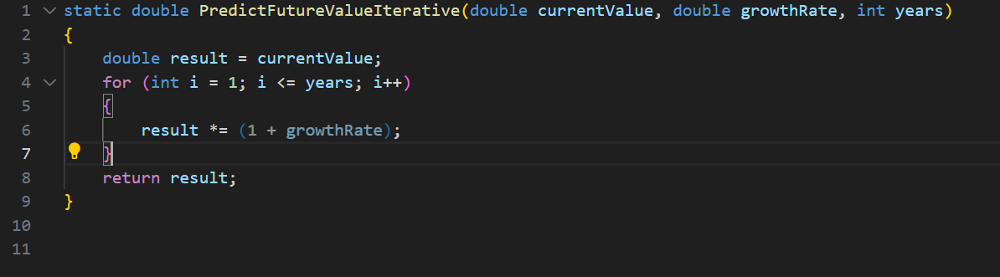 1 static double PredictFutureValueIterative(double currentValue, double growthRate, int years)
2 {
3     double result = currentValue;
4     for (int i = 1; i <= years; i++)
5     {
6         result *= (1 + growthRate);
7     }
8     return result;
9 }
10
11